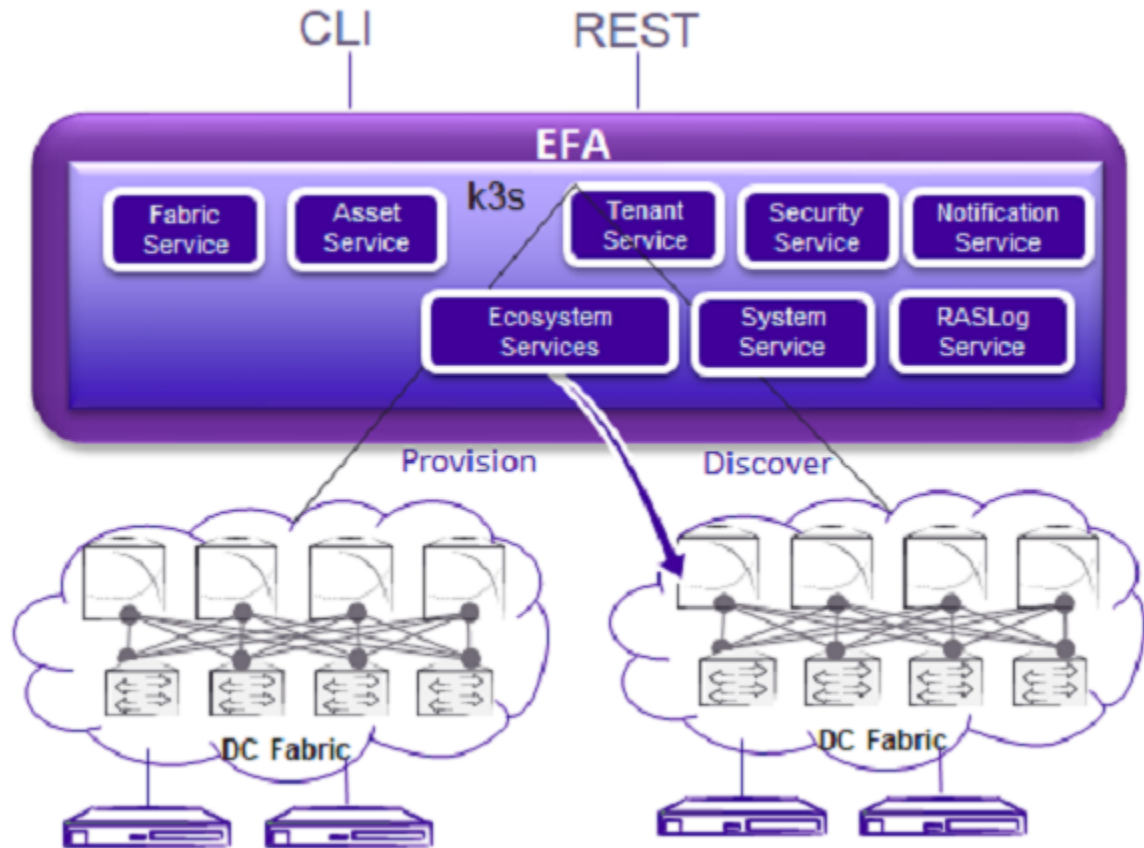 CLI
REST
EFA
k3s
Fabric
Service
Asset
Service
Tenant
Service
Security
Service
Notification
Service
Ecosystem
Services
System
Service
RASLog
Service
Provision
Discover
DC Fabric
DC Fabric